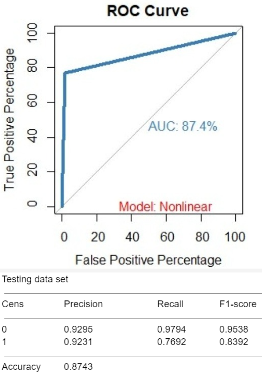 ROC Curve
True Positive Percentage
100
80
60
40
20
0
AUC: 87.4%
Model: Nonlinear
0 20 40 60 80 100
False Positive Percentage
Testing data set
Cens Precision Recall F1-score
0 0.9295 0.9794 0.9538
1 0.9231 0.7692 0.8392
Accuracy 0.8743